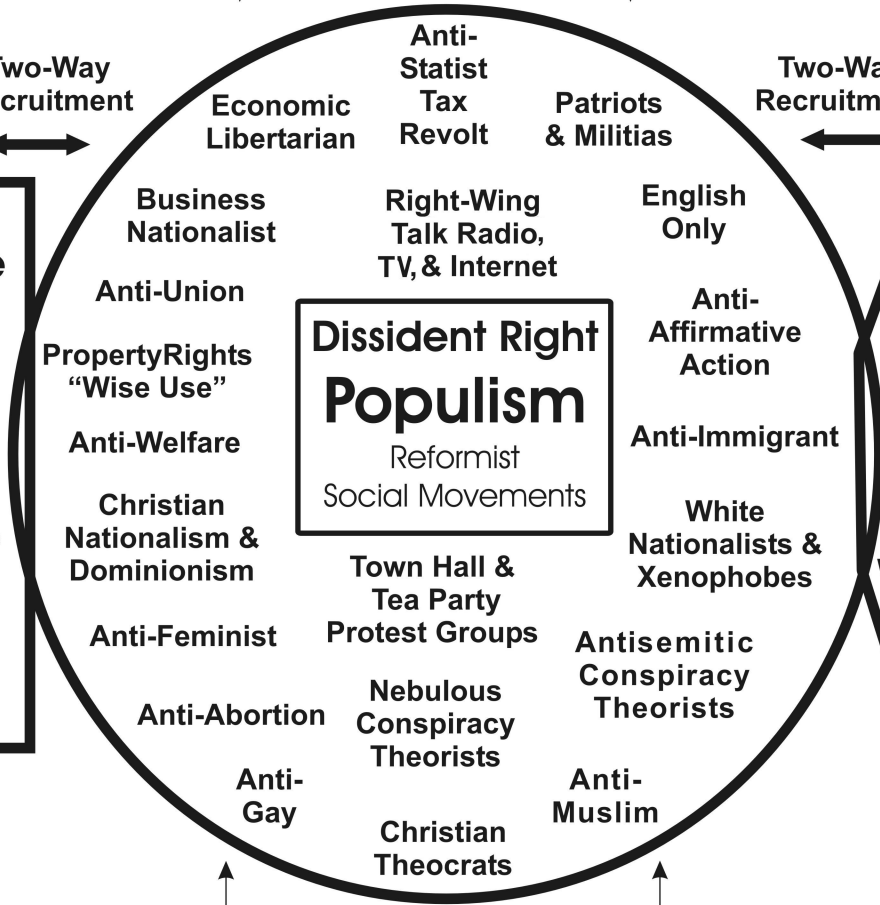 Anti-
Statist
Tax
Revolt
Two-Way
Recruitment
Economic
Libertarian
Patriots
& Militias
Business
Nationalist
Right-Wing
Talk Radio,
TV, & Internet
English
Only
Anti-Union
Anti-
Affirmative
Action
PropertyRights
“Wise Use”
Dissident Right
Populism
Reformist
Social Movements
Anti-Welfare
Anti-Immigrant
Christian
Nationalism &
Dominionism
White
Nationalists &
Xenophobes
Town Hall &
Tea Party
Protest Groups
Anti-Feminist
Antisemitic
Conspiracy
Theorists
Anti-Abortion
Nebulous
Conspiracy
Theorists
Anti-
Gay
Anti-
Muslim
Christian
Theocrats